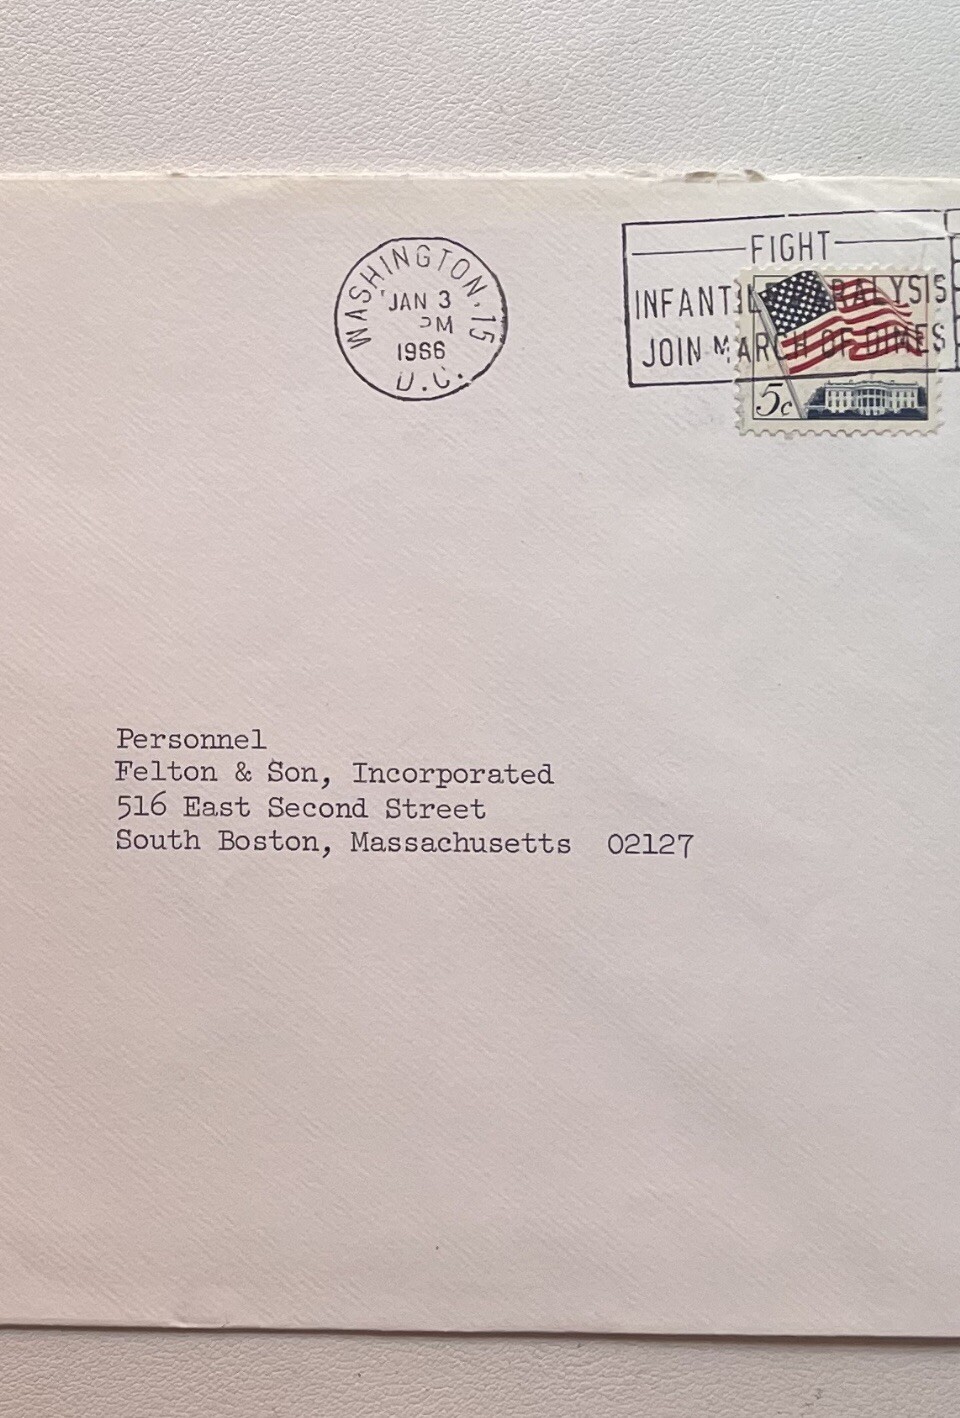 WASHINGTON, 15
JAN 3
PM
1966
D.C.
FIGHT
INFANTILE PARALYSIS
JOIN MARCH OF DIMES
5c
Personnel
Felton & Son, Incorporated
516 East Second Street
South Boston, Massachusetts 02127